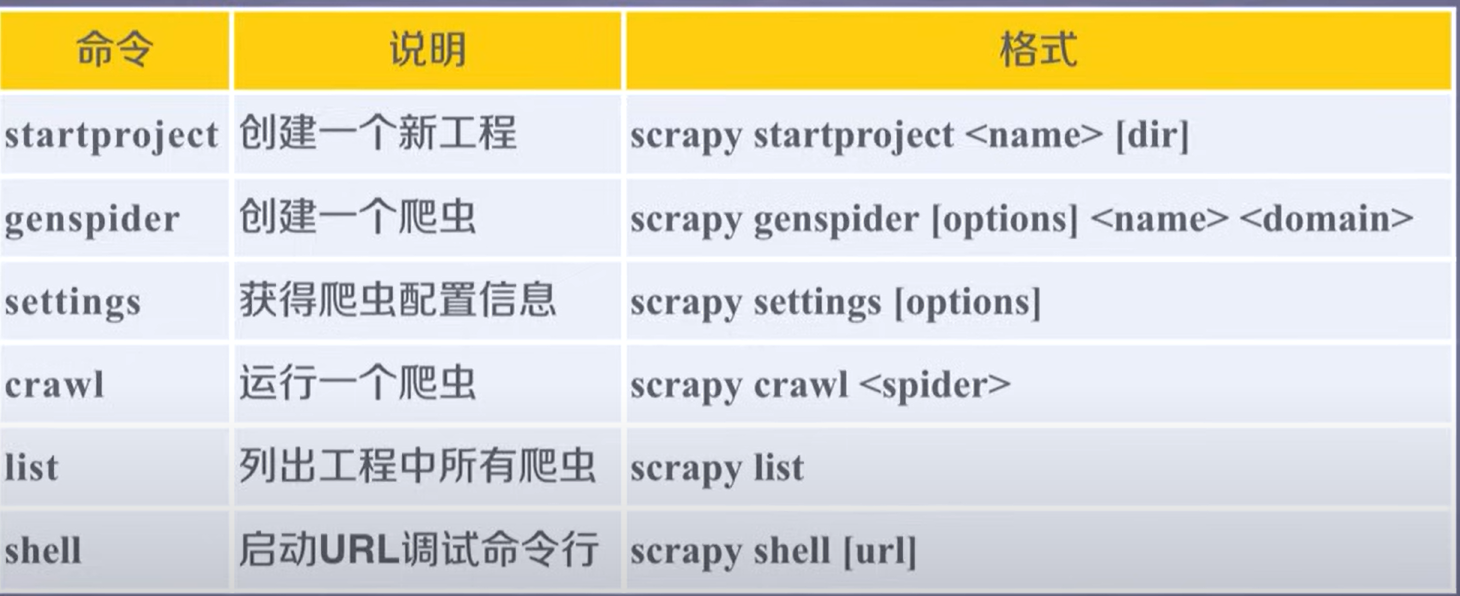 命令 说明 格式
startproject 创建一个新工程 scrapy startproject <name> [dir]
genspider 创建一个爬虫 scrapy genspider [options] <name> <domain>
settings 获得爬虫配置信息 scrapy settings [options]
crawl 运行一个爬虫 scrapy crawl <spider>
list 列出工程中所有爬虫 scrapy list
shell 启动URL调试命令行 scrapy shell [url]